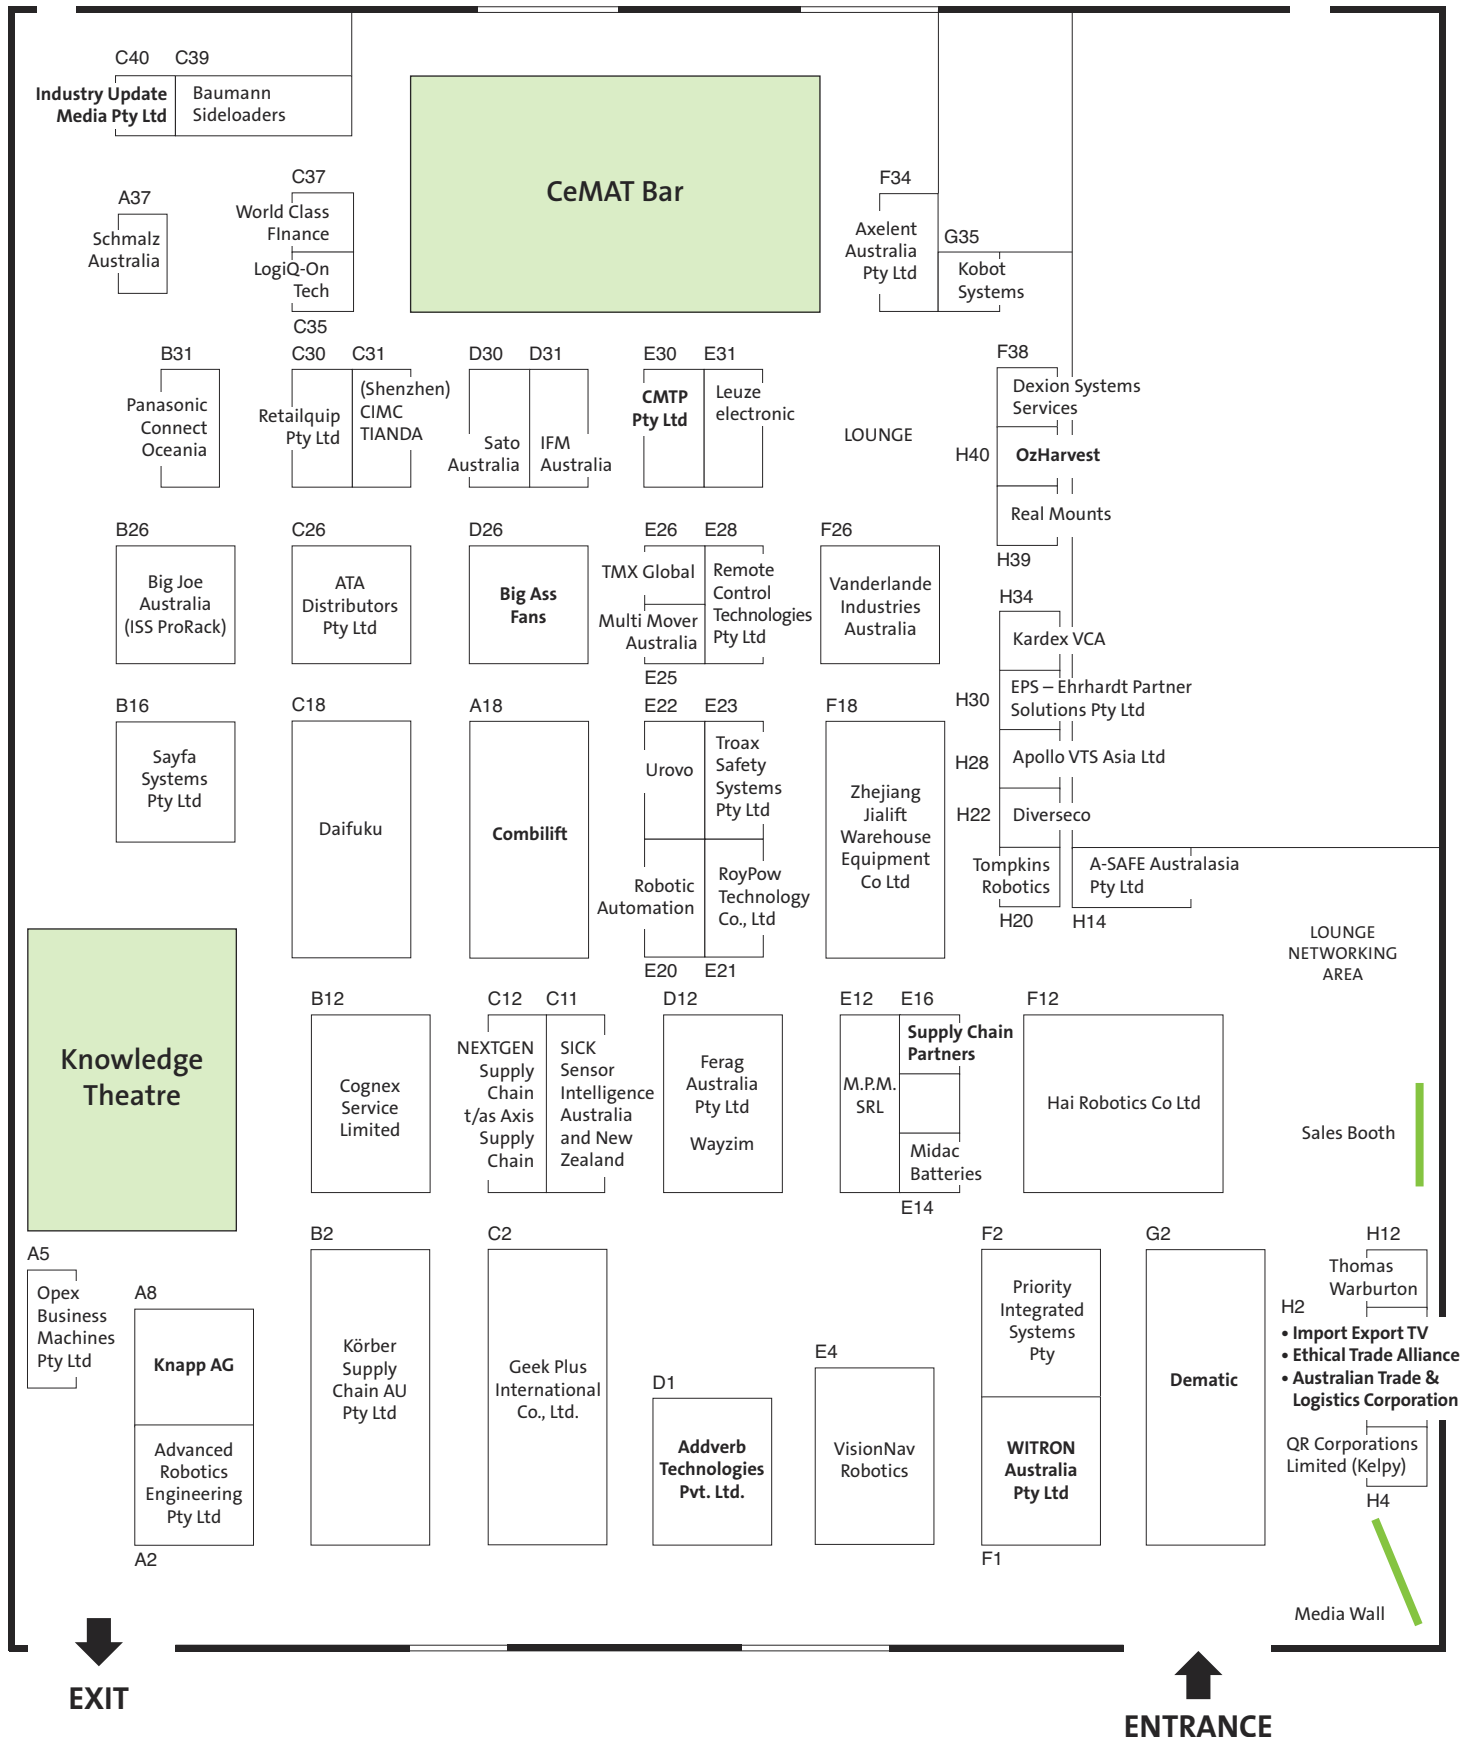 C40
C39
Industry Update
Media Pty Ltd
Baumann
Sideloaders
CeMAT Bar
A37
Schmalz
Australia
C37
World Class
FInance
LogiQ-On
Tech
C35
F34
Axelent
Australia
Pty Ltd
G35
Kobot
Systems
B31
Panasonic
Connect
Oceania
C30
Retailquip
Pty Ltd
C31
(Shenzhen)
CIMC
TIANDA
D30
Sato
Australia
D31
IFM
Australia
E30
CMTP
Pty Ltd
E31
Leuze
electronic
LOUNGE
F38
Dexion Systems
Services
H40
OzHarvest
Real Mounts
H39
B26
Big Joe
Australia
(ISS ProRack)
C26
ATA
Distributors
Pty Ltd
D26
Big Ass
Fans
E26
TMX Global
Multi Mover
Australia
E25
E28
Remote
Control
Technologies
Pty Ltd
F26
Vanderlande
Industries
Australia
H34
Kardex VCA
H30
EPS – Ehrhardt Partner
Solutions Pty Ltd
H28
Apollo VTS Asia Ltd
H22
Diverseco
Tompkins
Robotics
H20
A-SAFE Australasia
Pty Ltd
H14
B16
Sayfa
Systems
Pty Ltd
C18
Daifuku
A18
Combilift
E22
Urovo
E23
Troax
Safety
Systems
Pty Ltd
Robotic
Automation
E20
RoyPow
Technology
Co., Ltd
E21
F18
Zhejiang
Jialift
Warehouse
Equipment
Co Ltd
LOUNGE
NETWORKING
AREA
Knowledge
Theatre
B12
Cognex
Service
Limited
C12
NEXTGEN
Supply
Chain
t/as Axis
Supply
Chain
C11
SICK
Sensor
Intelligence
Australia
and New
Zealand
D12
Ferag
Australia
Pty Ltd
Wayzim
E12
M.P.M.
SRL
E16
Supply Chain
Partners
Midac
Batteries
E14
F12
Hai Robotics Co Ltd
Sales Booth
A5
Opex
Business
Machines
Pty Ltd
A8
Knapp AG
Advanced
Robotics
Engineering
Pty Ltd
A2
B2
Körber
Supply
Chain AU
Pty Ltd
C2
Geek Plus
International
Co., Ltd.
D1
Addverb
Technologies
Pvt. Ltd.
E4
VisionNav
Robotics
F2
Priority
Integrated
Systems
Pty
WITRON
Australia
Pty Ltd
F1
G2
Dematic
H12
Thomas
Warburton
H2
• Import Export TV
• Ethical Trade Alliance
• Australian Trade &
Logistics Corporation
QR Corporations
Limited (Kelpy)
H4
Media Wall
EXIT
ENTRANCE